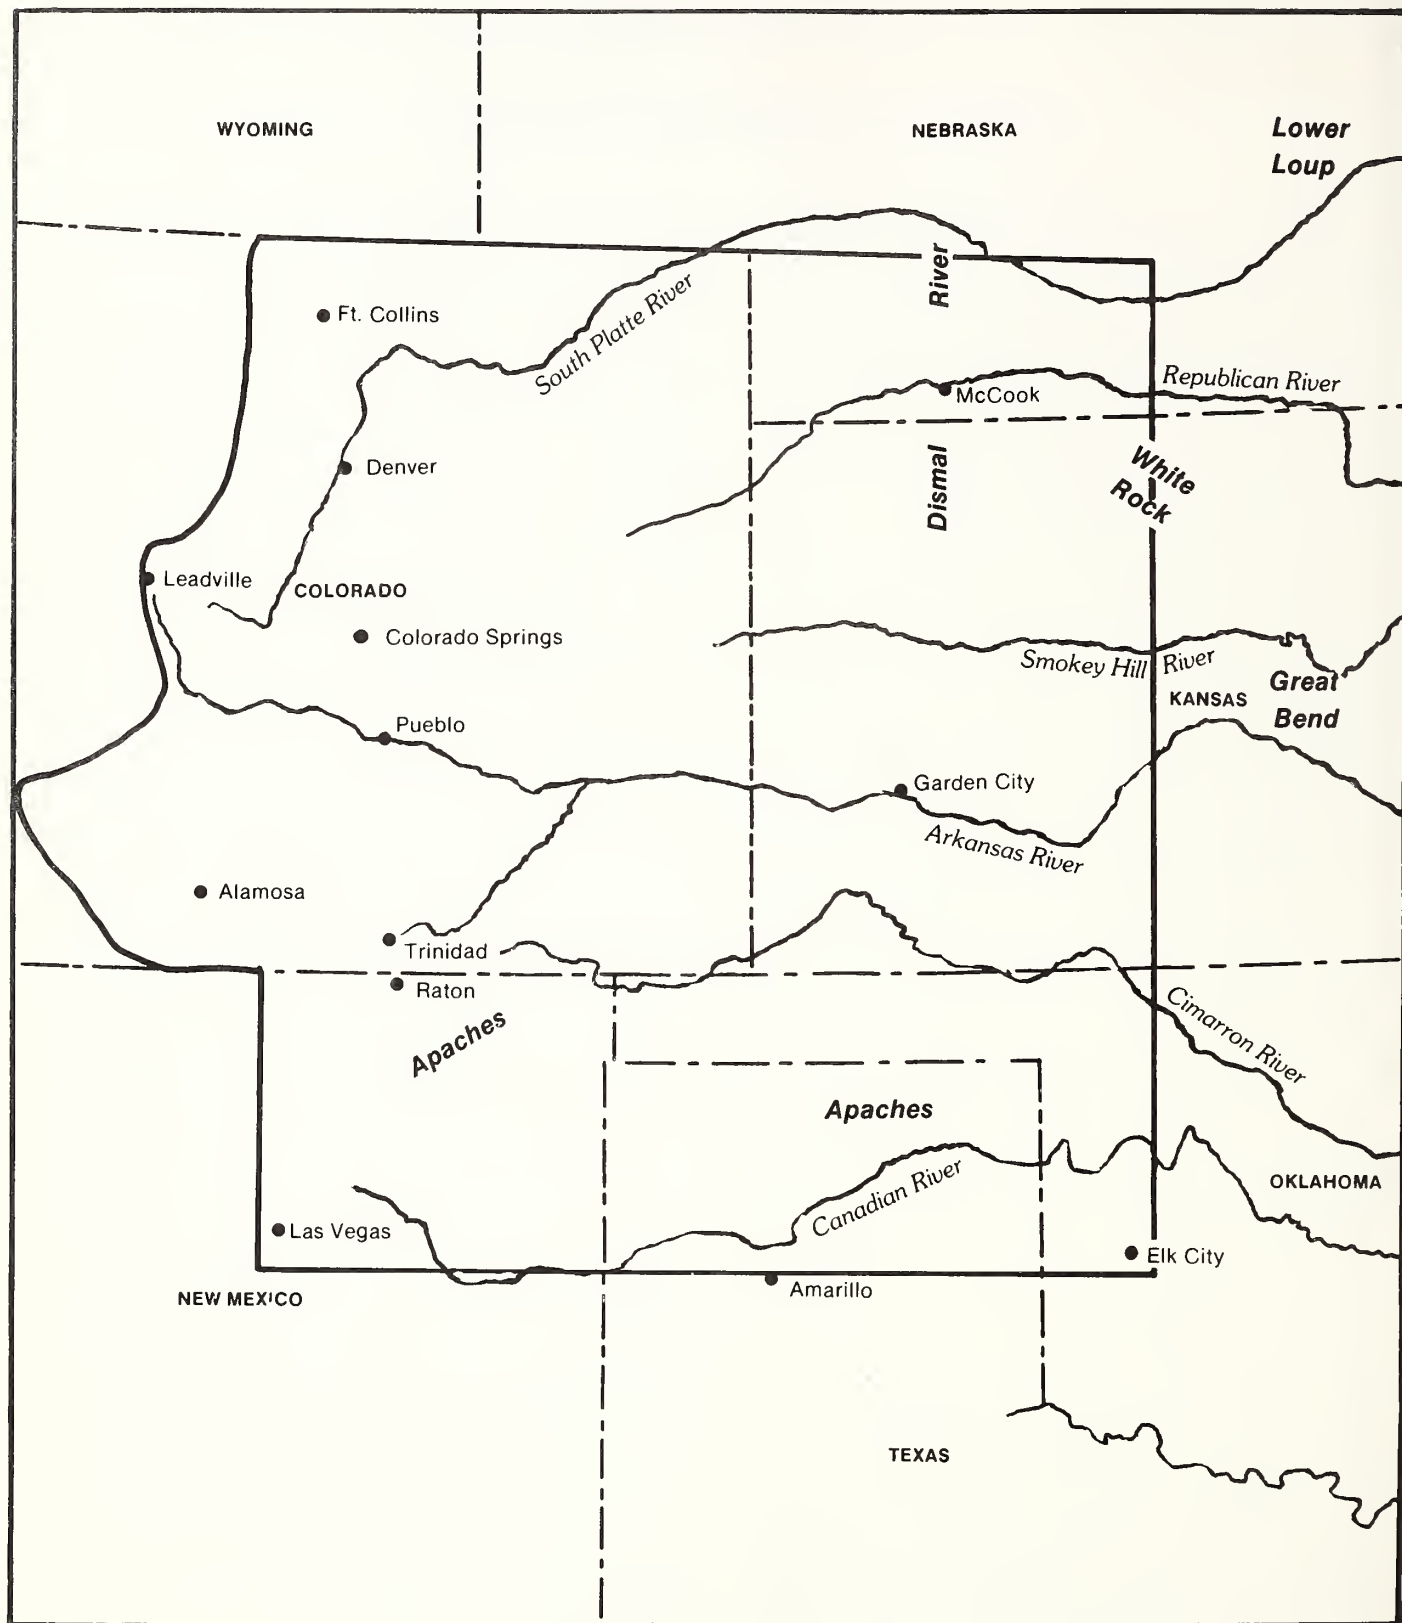 WYOMING
NEBRASKA
Lower
Loup
River
Ft. Collins
South Platte River
Republican River
McCook
Denver
Dismal
White
Rock
Leadville
COLORADO
Colorado Springs
Smokey Hill River
Great
Bend
KANSAS
Pueblo
Garden City
Arkansas River
Alamosa
Trinidad
Raton
Apaches
Cimarron River
Apaches
Canadian River
OKLAHOMA
Las Vegas
Elk City
Amarillo
NEW MEXICO
TEXAS